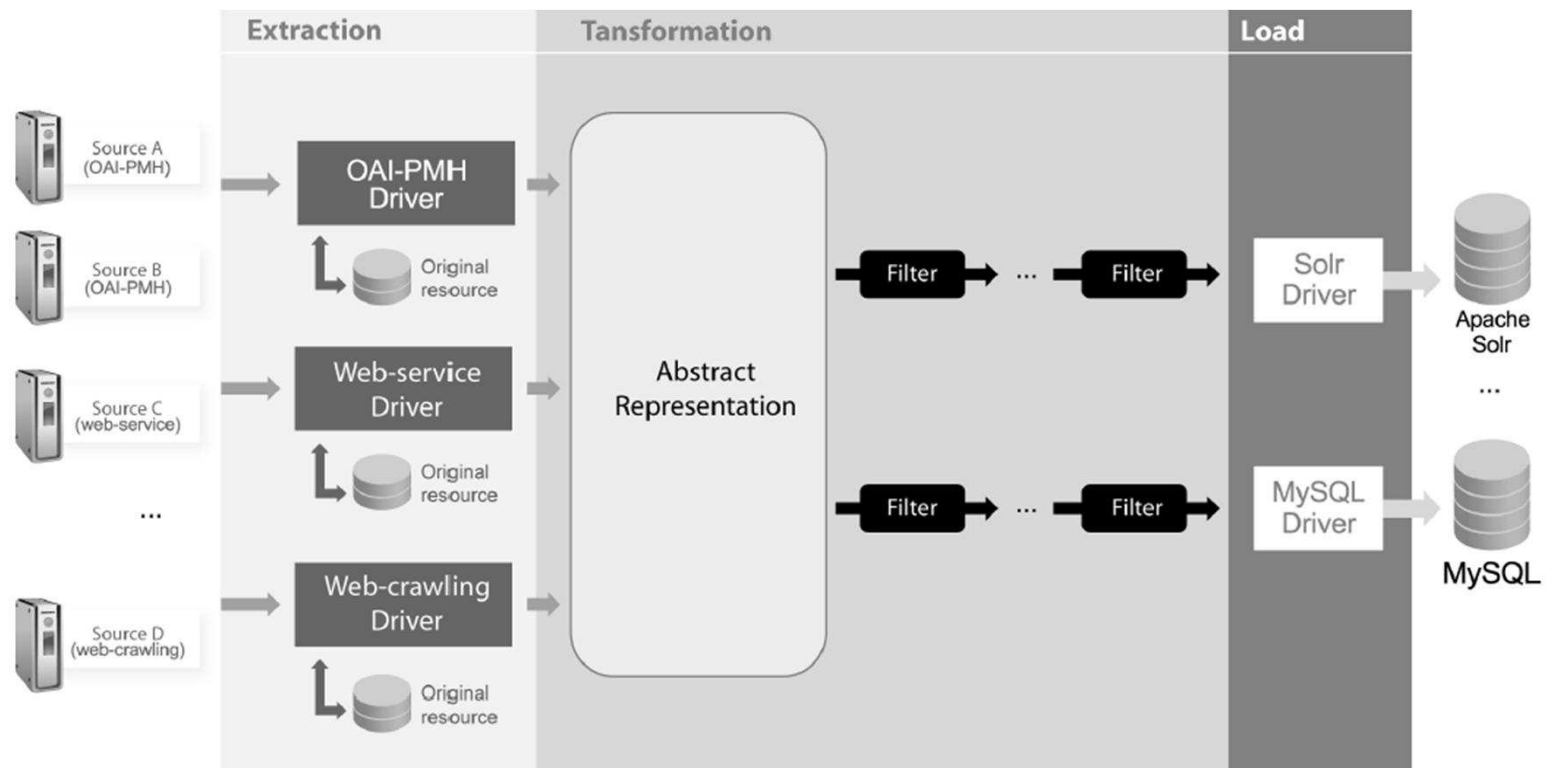 Extraction
Tansformation
Load
Source A
(OAI-PMH)
Source B
(OAI-PMH)
Source C
(web-service)
...
Source D
(web-crawling)
OAI-PMH
Driver
Original
resource
Web-service
Driver
Original
resource
Web-crawling
Driver
Original
resource
Abstract
Representation
Filter
...
Filter
Filter
...
Filter
Solr
Driver
MySQL
Driver
Apache
Solr
...
MySQL